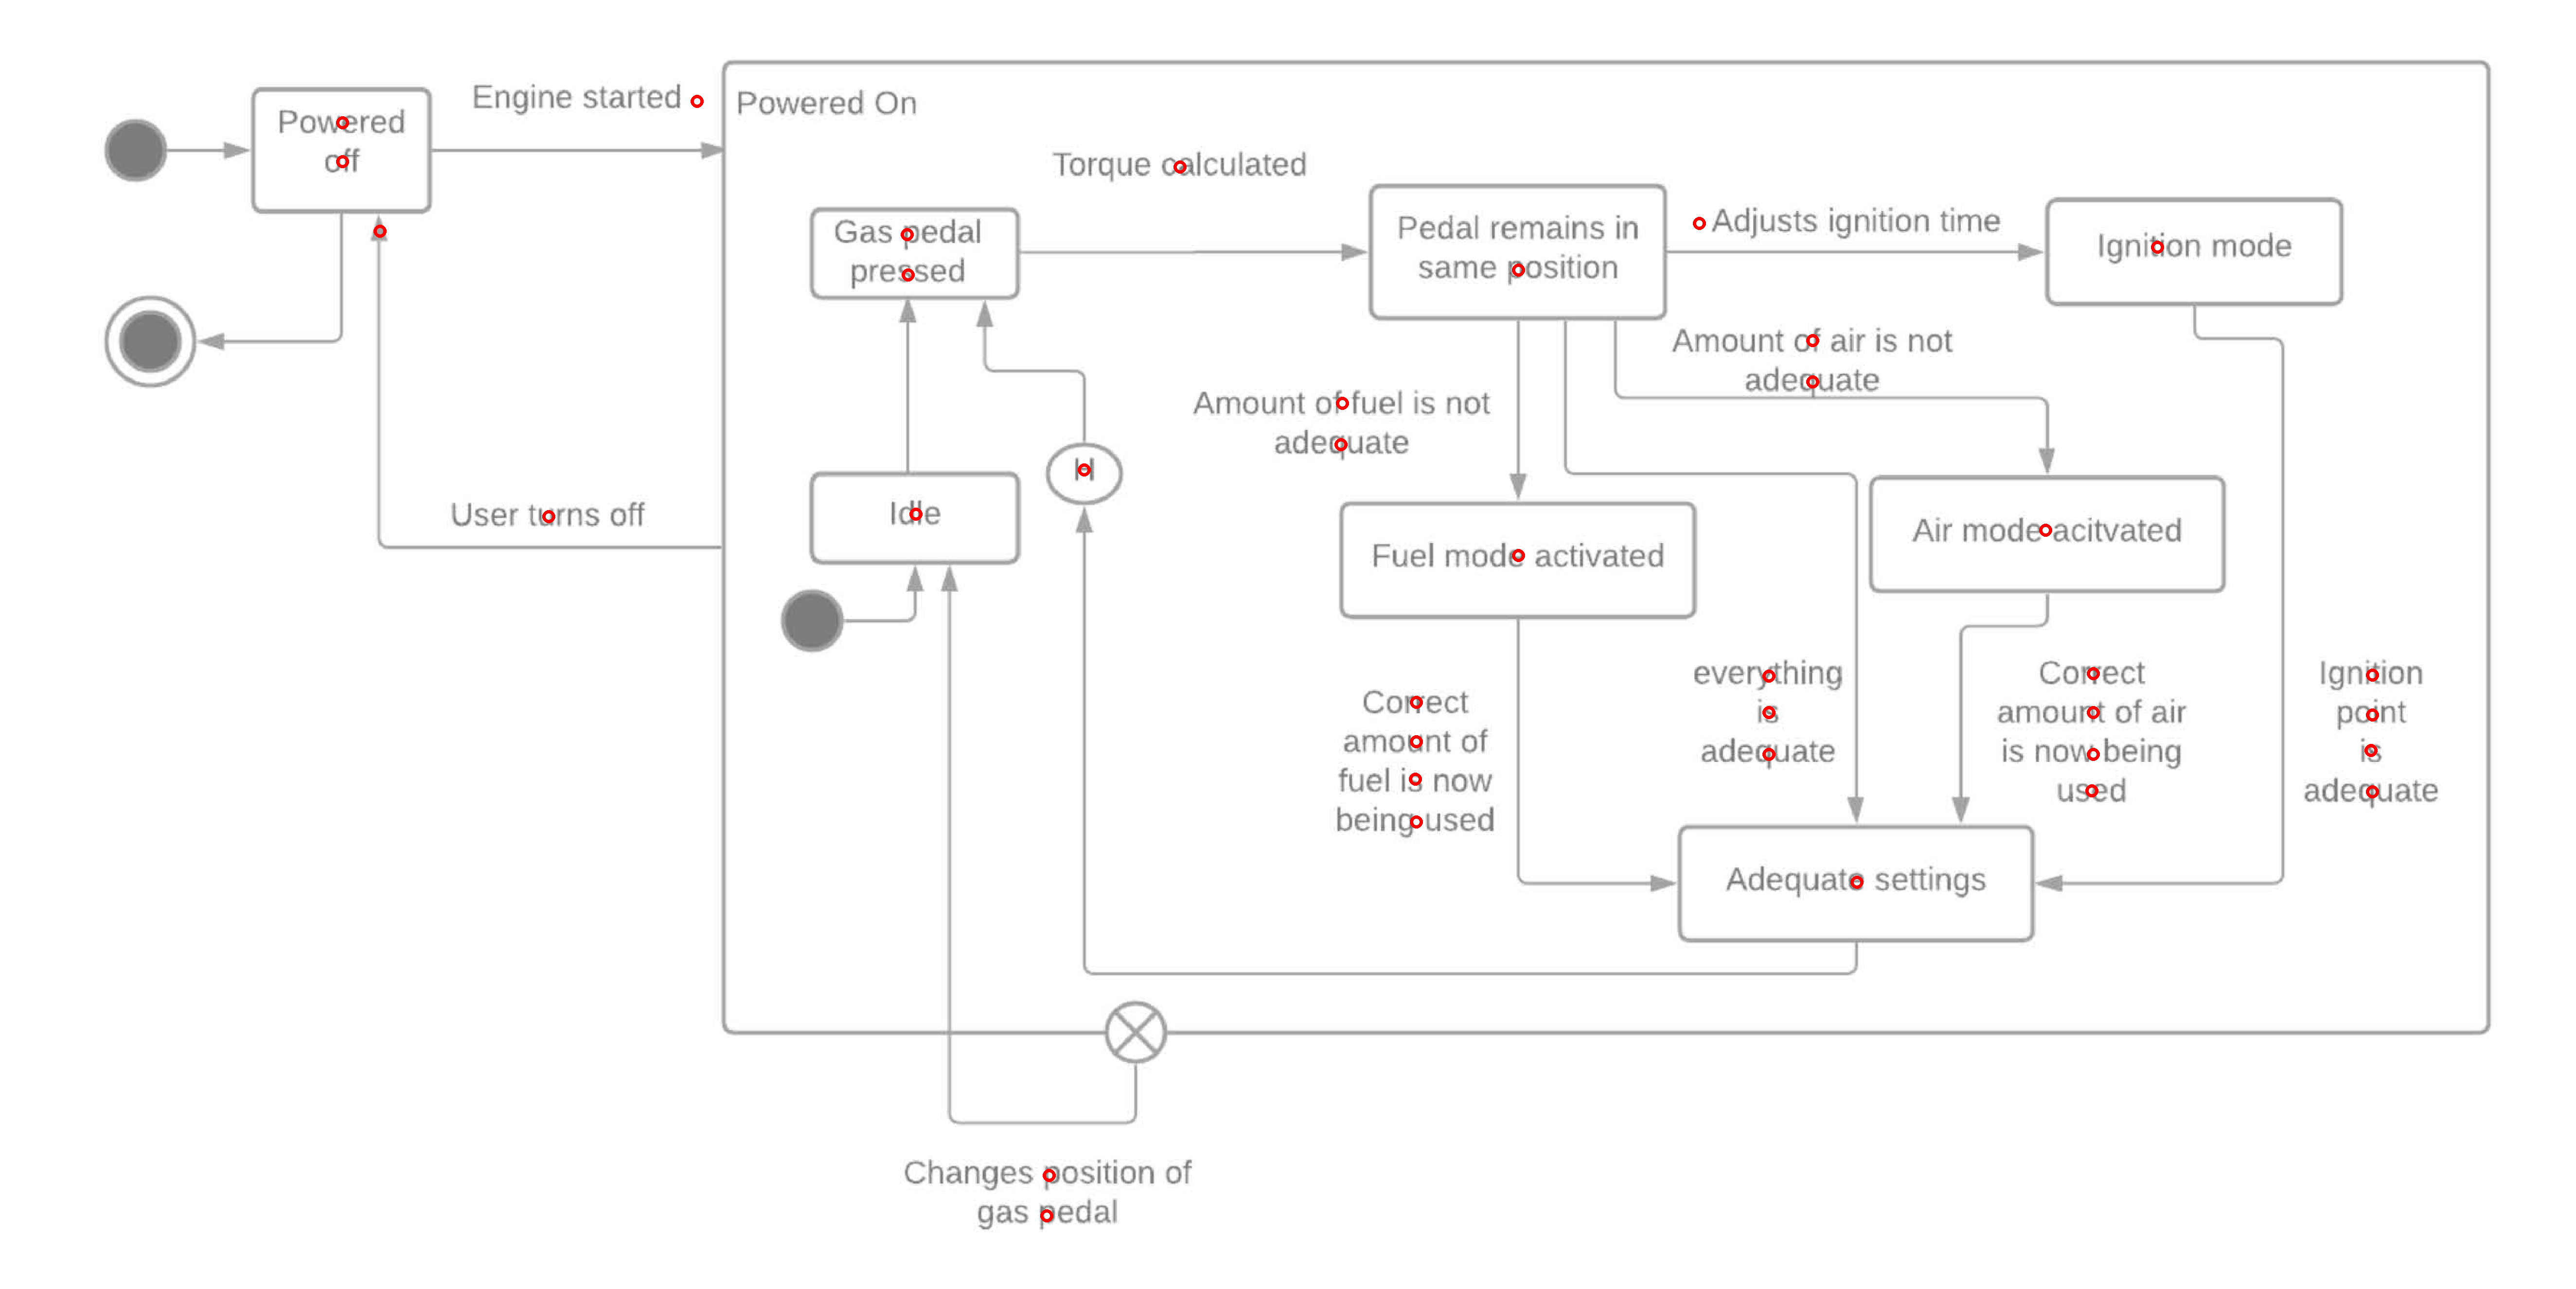 Engine started
Powered On
Powered
off
Torque calculated
Gas pedal
pressed
Pedal remains in
same position
Adjusts ignition time
Ignition mode
Amount of air is not
adequate
Amount of fuel is not
adequate
H
Idle
User turns off
Fuel mode activated
Air mode acitvated
Correct
amount of
fuel is now
being used
everything
is
adequate
Correct
amount of air
is now being
used
Ignition
point
is
adequate
Adequate settings
Changes position of
gas pedal